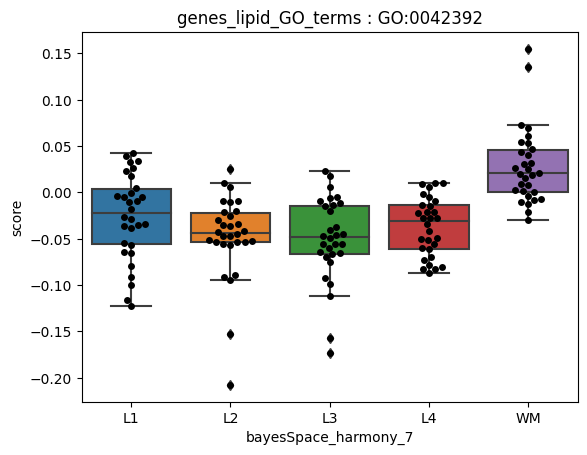 genes_lipid_GO_terms : GO:0042392
0.15
0.10
0.05
0.00
−0.05
−0.10
−0.15
−0.20
score
L1 L2 L3 L4 WM
bayesSpace_harmony_7